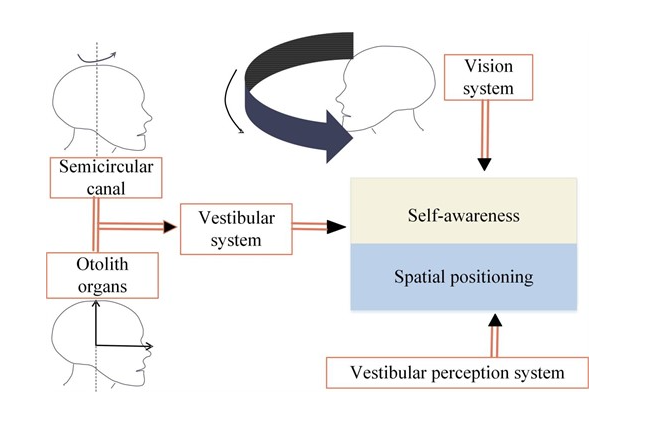 Vision
system
Semicircular
canal
Vestibular
system
Self-awareness
Otolith
organs
Spatial positioning
Vestibular perception system